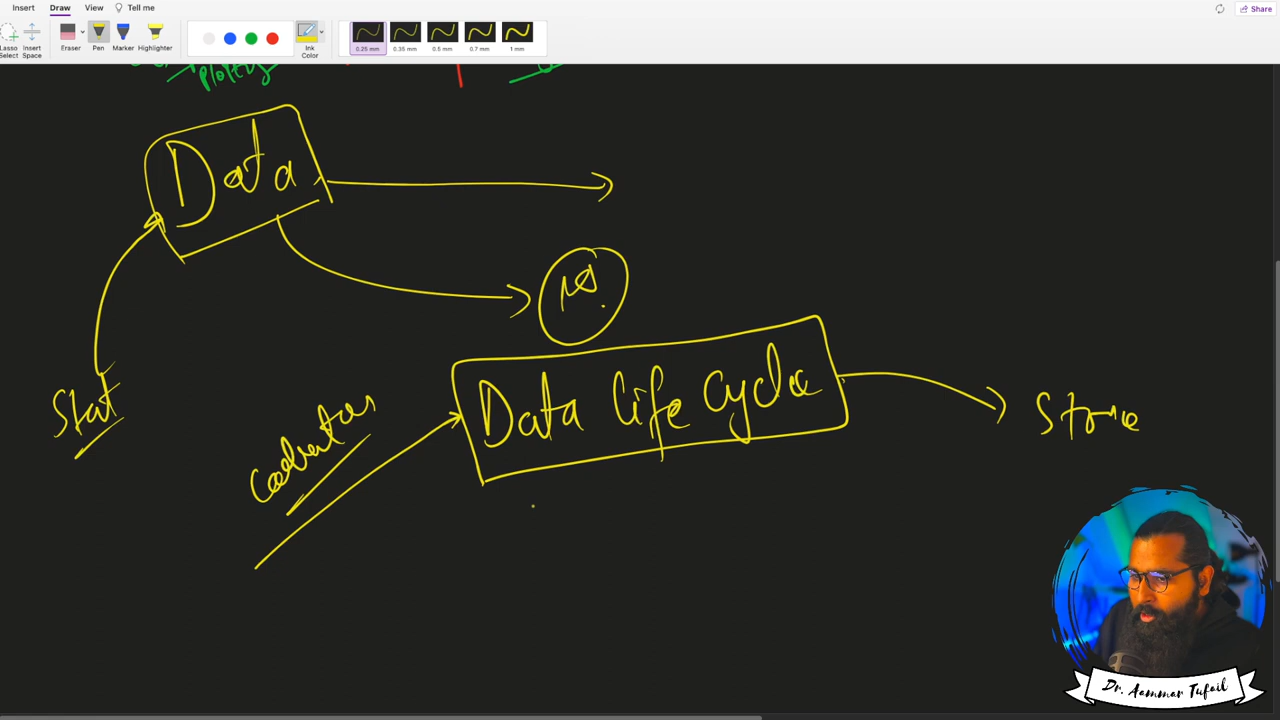 Insert Draw View Tell me
Share
Lasso Select
Insert Space
Eraser
Pen
Marker
Highlighter
Ink Color
0.25 mm
0.35 mm
0.5 mm
0.7 mm
1 mm
Data
Stat
Data life Cycle
Store
Dr. Aammar Tufail